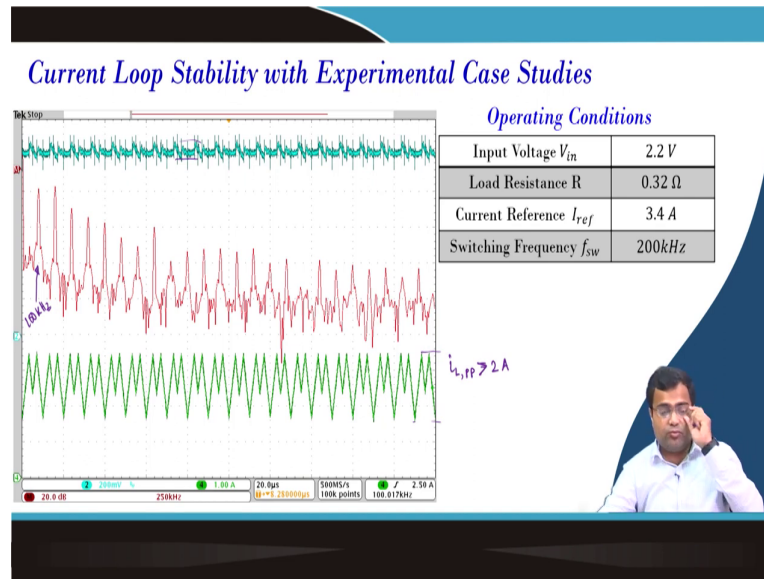 Current Loop Stability with Experimental Case Studies
Tek Stop
Operating Conditions
Input Voltage Vin 2.2 V
Load Resistance R 0.32 Ω
Current Reference Iref 3.4 A
Switching Frequency fsw 200kHz
100kHz
iL,PP > 2A
2 200mV 4 1.00 A 20.0µs 500MS/s 4 2.50 A
20.0 dB 250kHz 100k points 100.017kHz